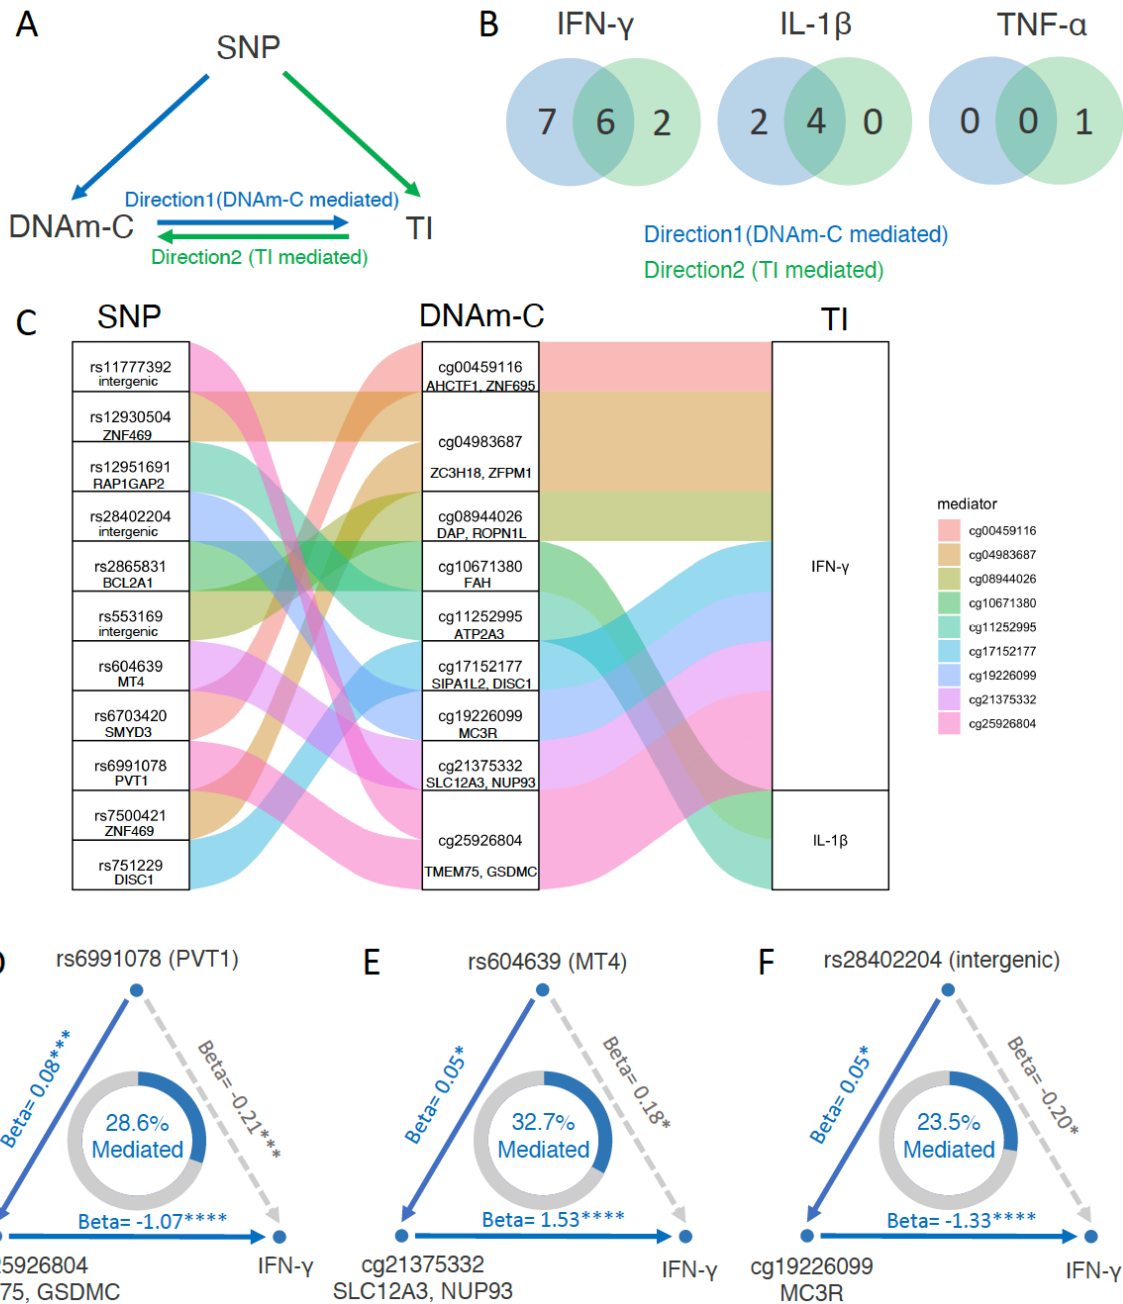 A
SNP
DNAm-C
Direction1(DNAm-C mediated)
Direction2 (TI mediated)
TI
B
IFN-γ
IL-1β
TNF-α
7 6 2
2 4 0
0 0 1
Direction1(DNAm-C mediated)
Direction2 (TI mediated)
C
SNP
DNAm-C
TI
rs11777392
intergenic
rs12930504
ZNF469
rs12951691
RAP1GAP2
rs28402204
intergenic
rs2865831
BCL2A1
rs553169
intergenic
rs604639
MT4
rs6703420
SMYD3
rs6991078
PVT1
rs7500421
ZNF469
rs751229
DISC1
cg00459116
AHCTF1, ZNF695
cg04983687
ZC3H18, ZFPM1
cg08944026
DAP, ROPN1L
cg10671380
FAH
cg11252995
ATP2A3
cg17152177
SIPA1L2, DISC1
cg19226099
MC3R
cg21375332
SLC12A3, NUP93
cg25926804
TMEM75, GSDMC
IFN-γ
IL-1β
mediator
cg00459116
cg04983687
cg08944026
cg10671380
cg11252995
cg17152177
cg19226099
cg21375332
cg25926804
rs6991078 (PVT1)
Beta= 0.08***
Beta= -0.21***
28.6%
Mediated
Beta= -1.07****
25926804
75, GSDMC
IFN-γ
E
rs604639 (MT4)
Beta= 0.05*
Beta= 0.18*
32.7%
Mediated
Beta= 1.53****
cg21375332
SLC12A3, NUP93
IFN-γ
F
rs28402204 (intergenic)
Beta= 0.05*
Beta= -0.20*
23.5%
Mediated
Beta= -1.33****
cg19226099
MC3R
IFN-γ